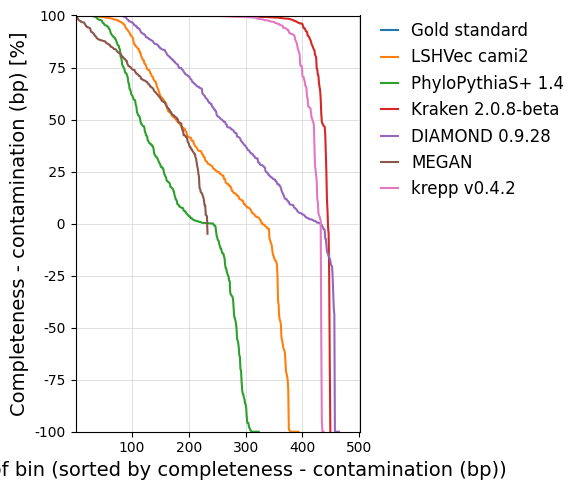 Completeness - contamination (bp) [%]
100
75
50
25
0
-25
-50
-75
-100
100
200
300
400
500
of bin (sorted by completeness - contamination (bp))
Gold standard
LSHVec cami2
PhyloPythiaS+ 1.4
Kraken 2.0.8-beta
DIAMOND 0.9.28
MEGAN
krepp v0.4.2